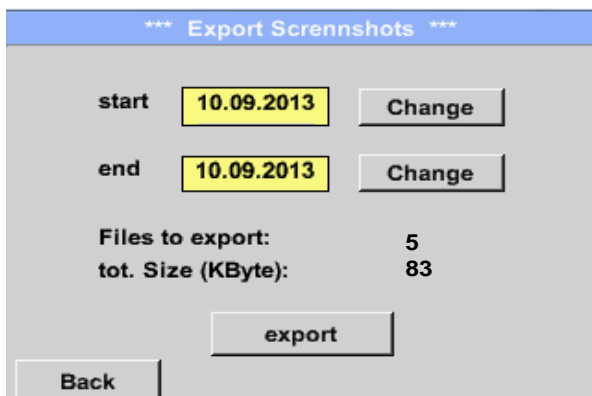 *** Export Scrennshots ***
start 10.09.2013 Change
end 10.09.2013 Change
Files to export: 5
tot. Size (KByte): 83
export
Back